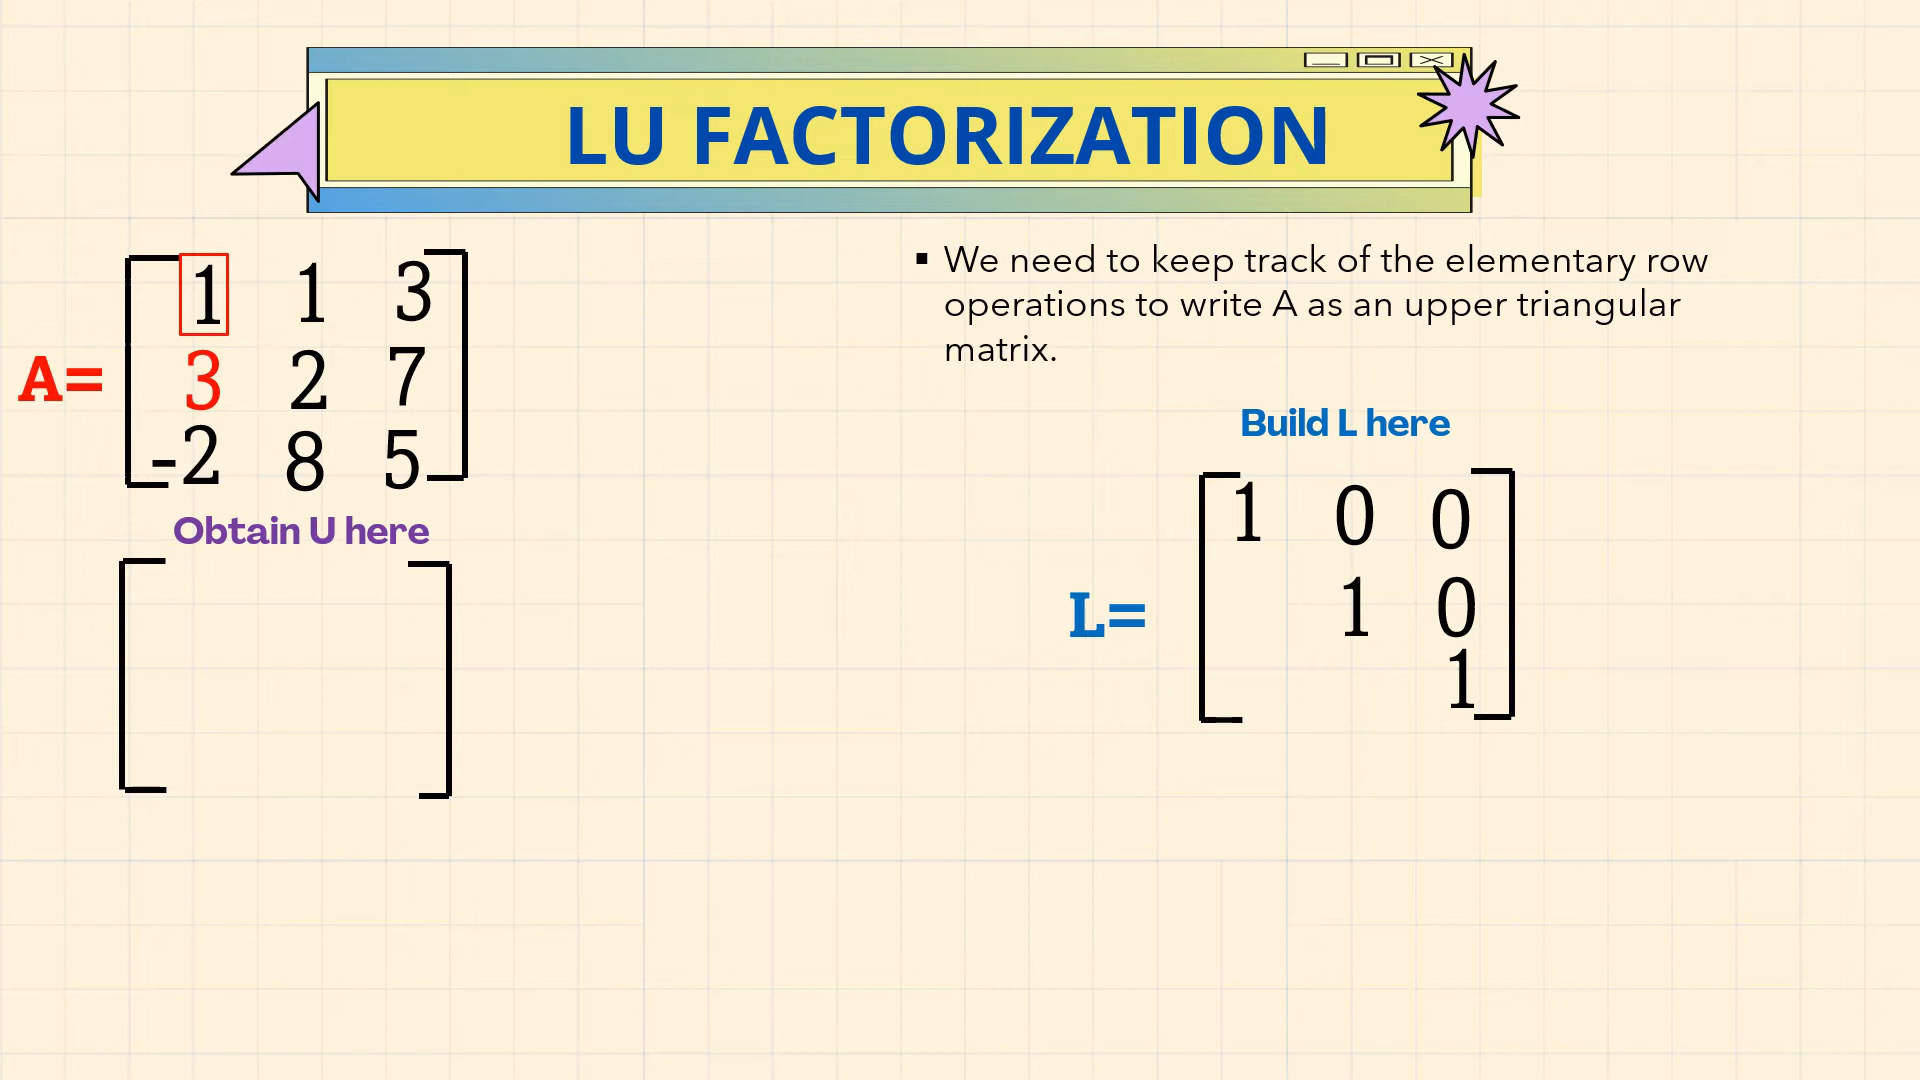 LU FACTORIZATION
A=
1 1 3
3 2 7
-2 8 5
▪ We need to keep track of the elementary row
operations to write A as an upper triangular
matrix.
Obtain U here
Build L here
L=
1 0 0
1 0
1